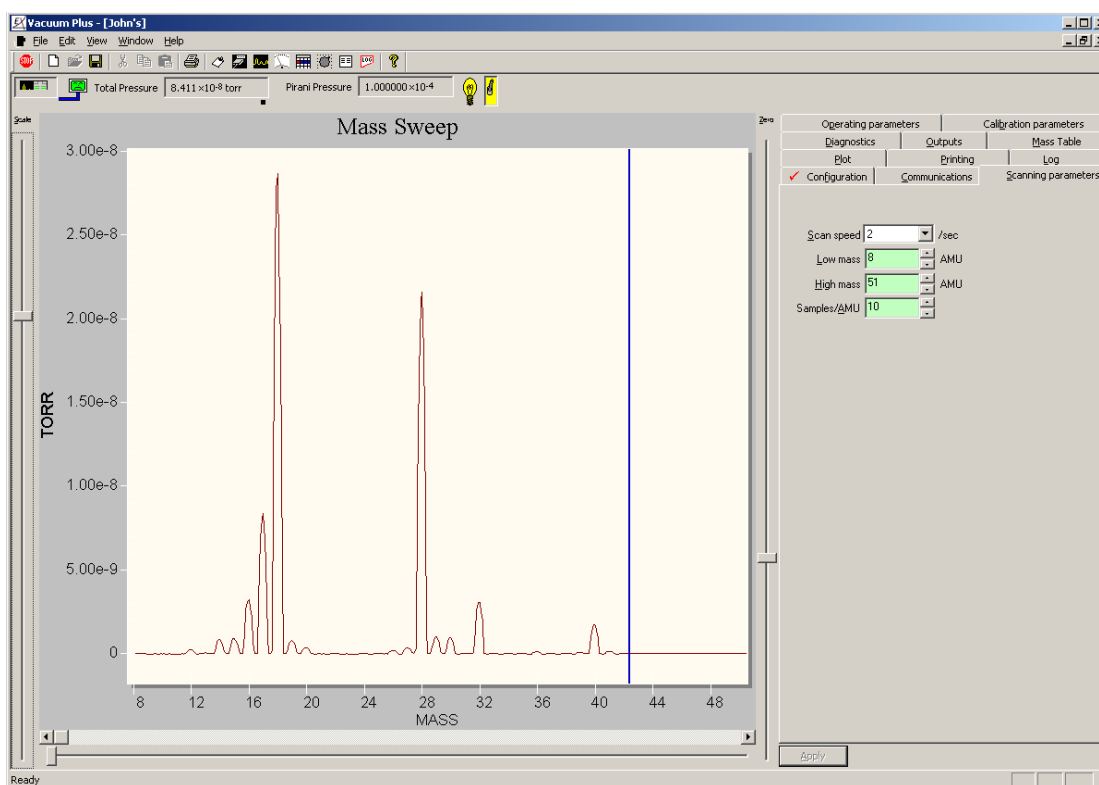 Vacuum Plus - [John's]
File Edit View Window Help
STOP LOG
Total Pressure 8.411×10-8 torr Pirani Pressure 1.000000×10-4
Scale
Mass Sweep
Zero
3.00e-8
2.50e-8
2.00e-8
1.50e-8
1.00e-8
5.00e-9
0
TORR
8 12 16 20 24 28 32 36 40 44 48
MASS
Operating parameters Calibration parameters
Diagnostics Outputs Mass Table
Plot Printing Log
Configuration Communications Scanning parameters
Scan speed 2 /sec
Low mass 8 AMU
High mass 51 AMU
Samples/AMU 10
Apply
Ready